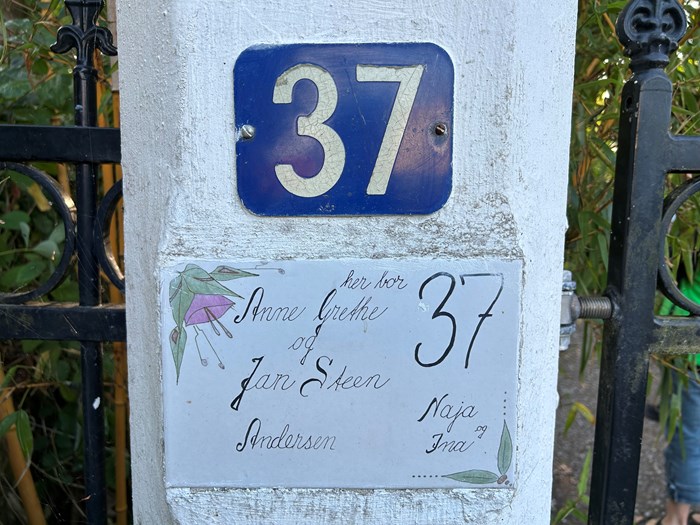 37
her bor
Anne Grethe
og
Jan Steen
Andersen
37
Naja
og
Ina